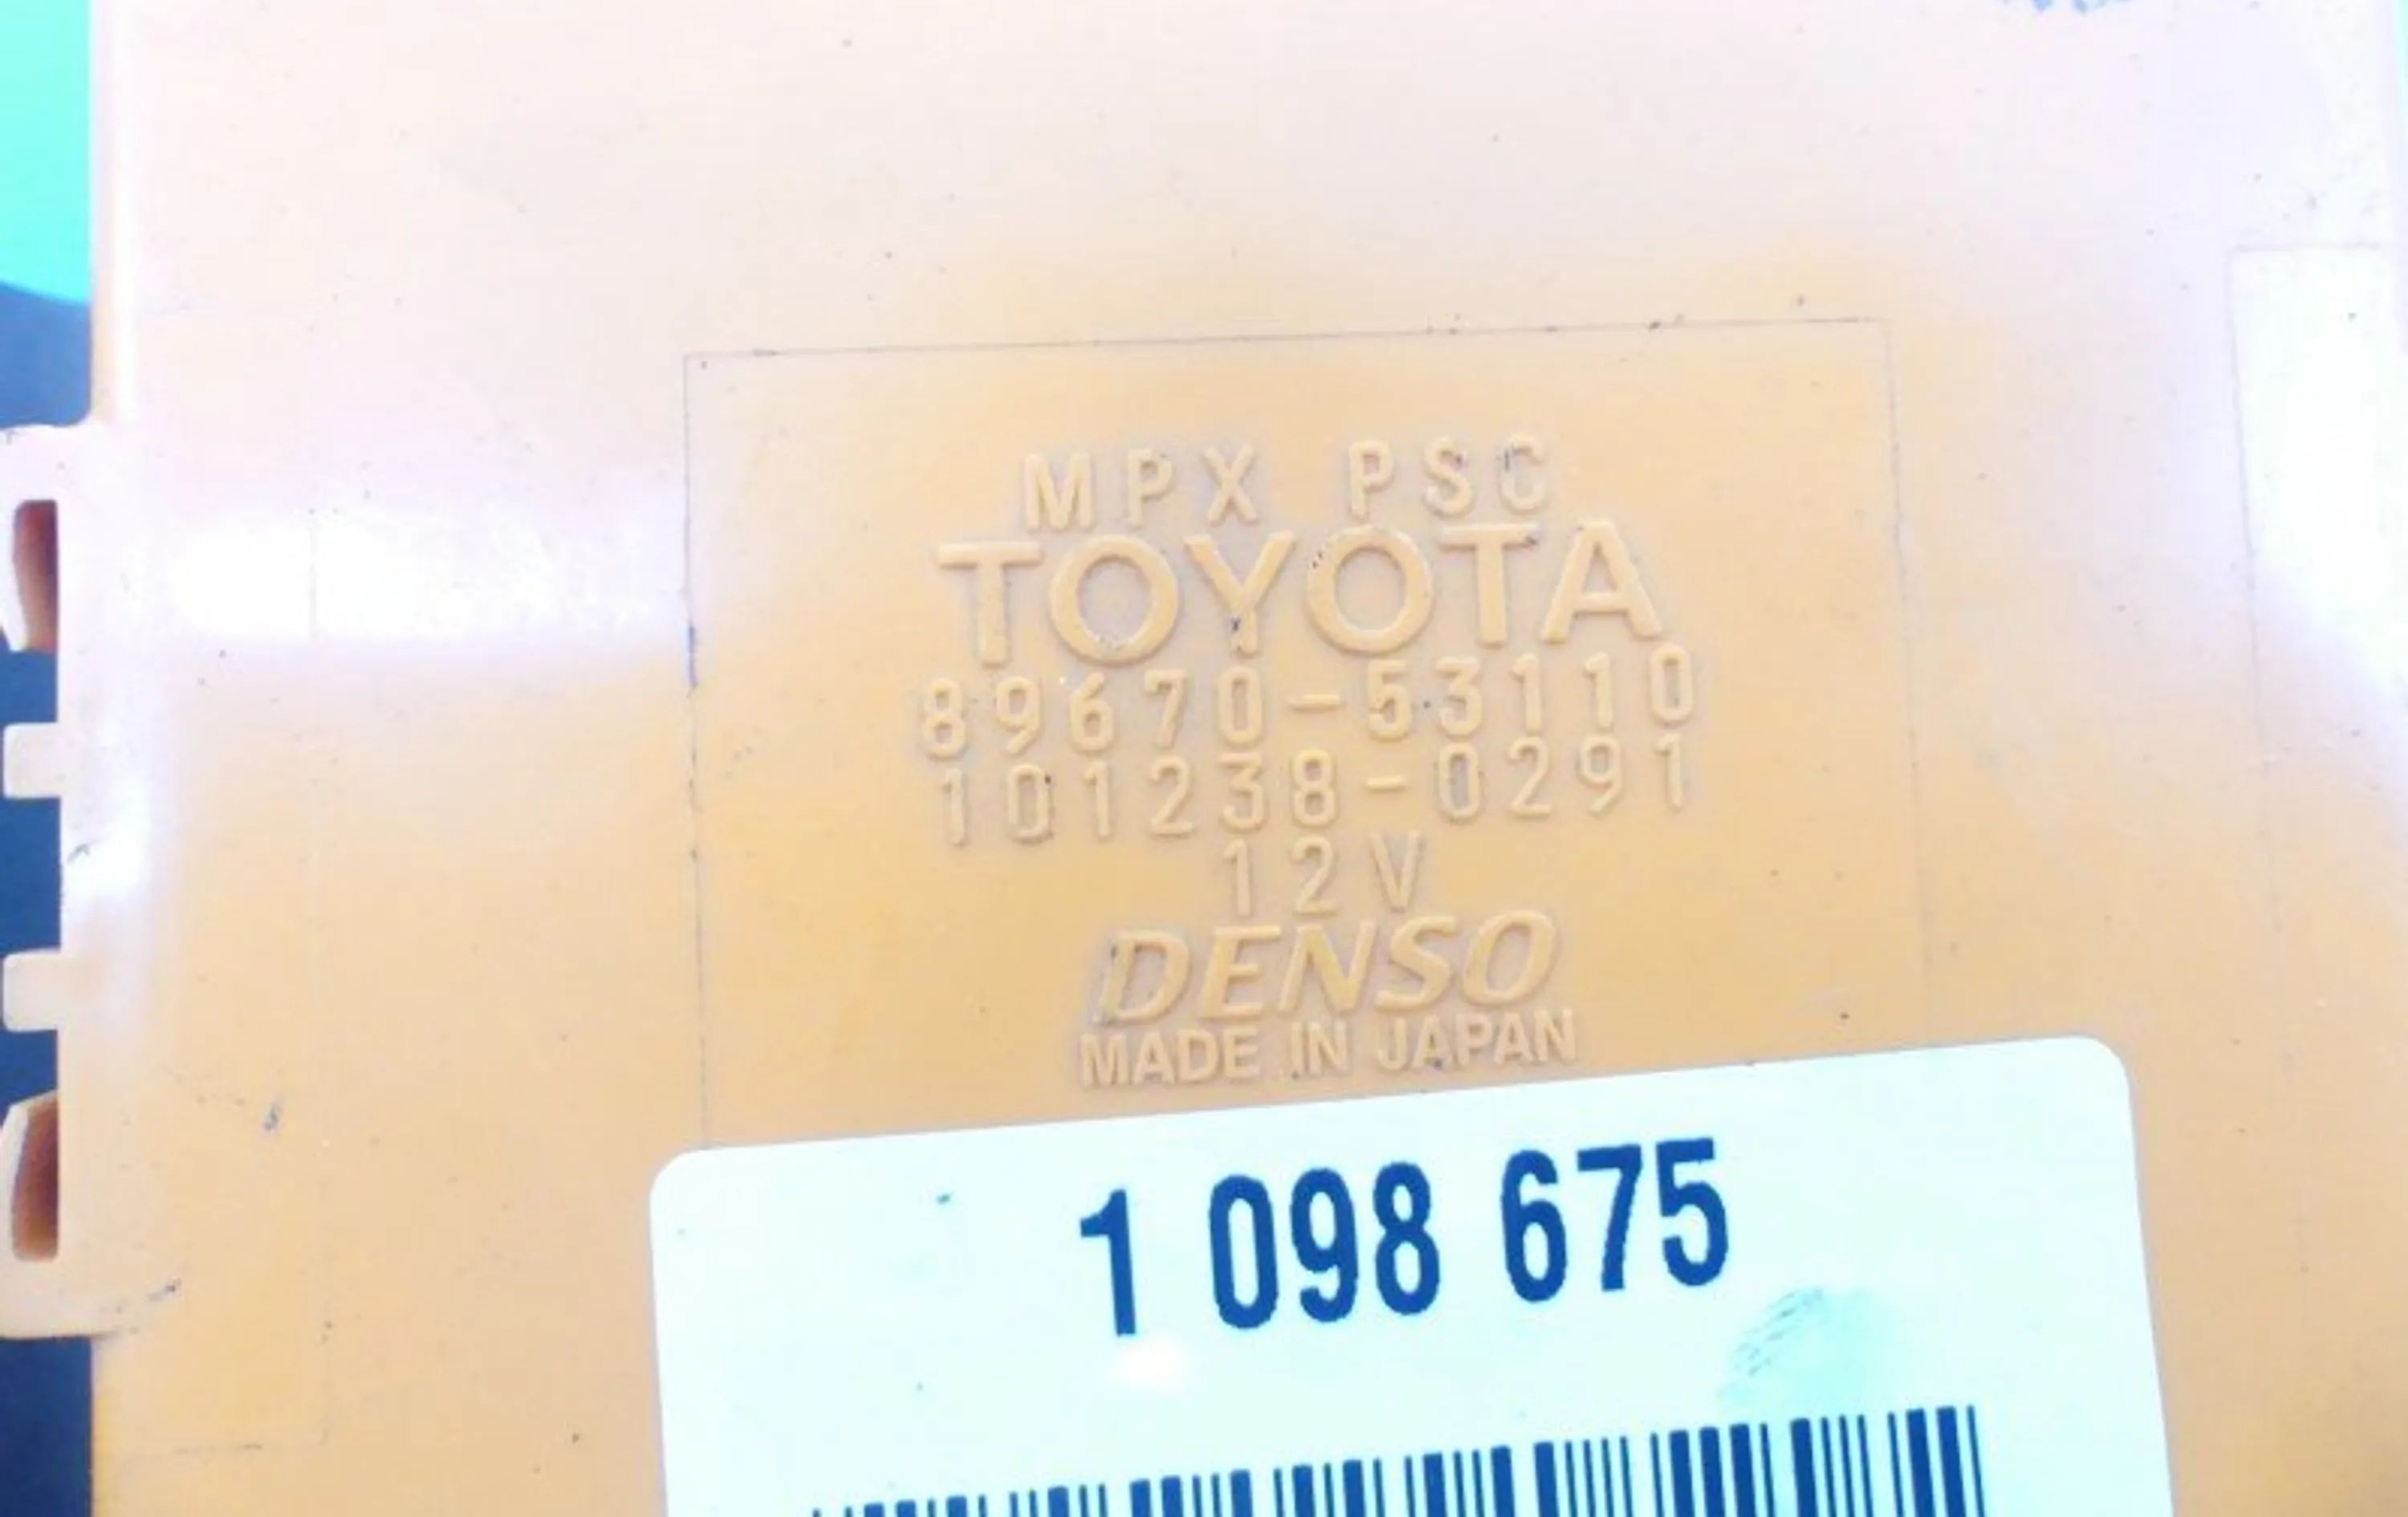 MPX PSC
TOYOTA
89670-53110
101238-0291
12V
DENSO
MADE IN JAPAN
1 098 675